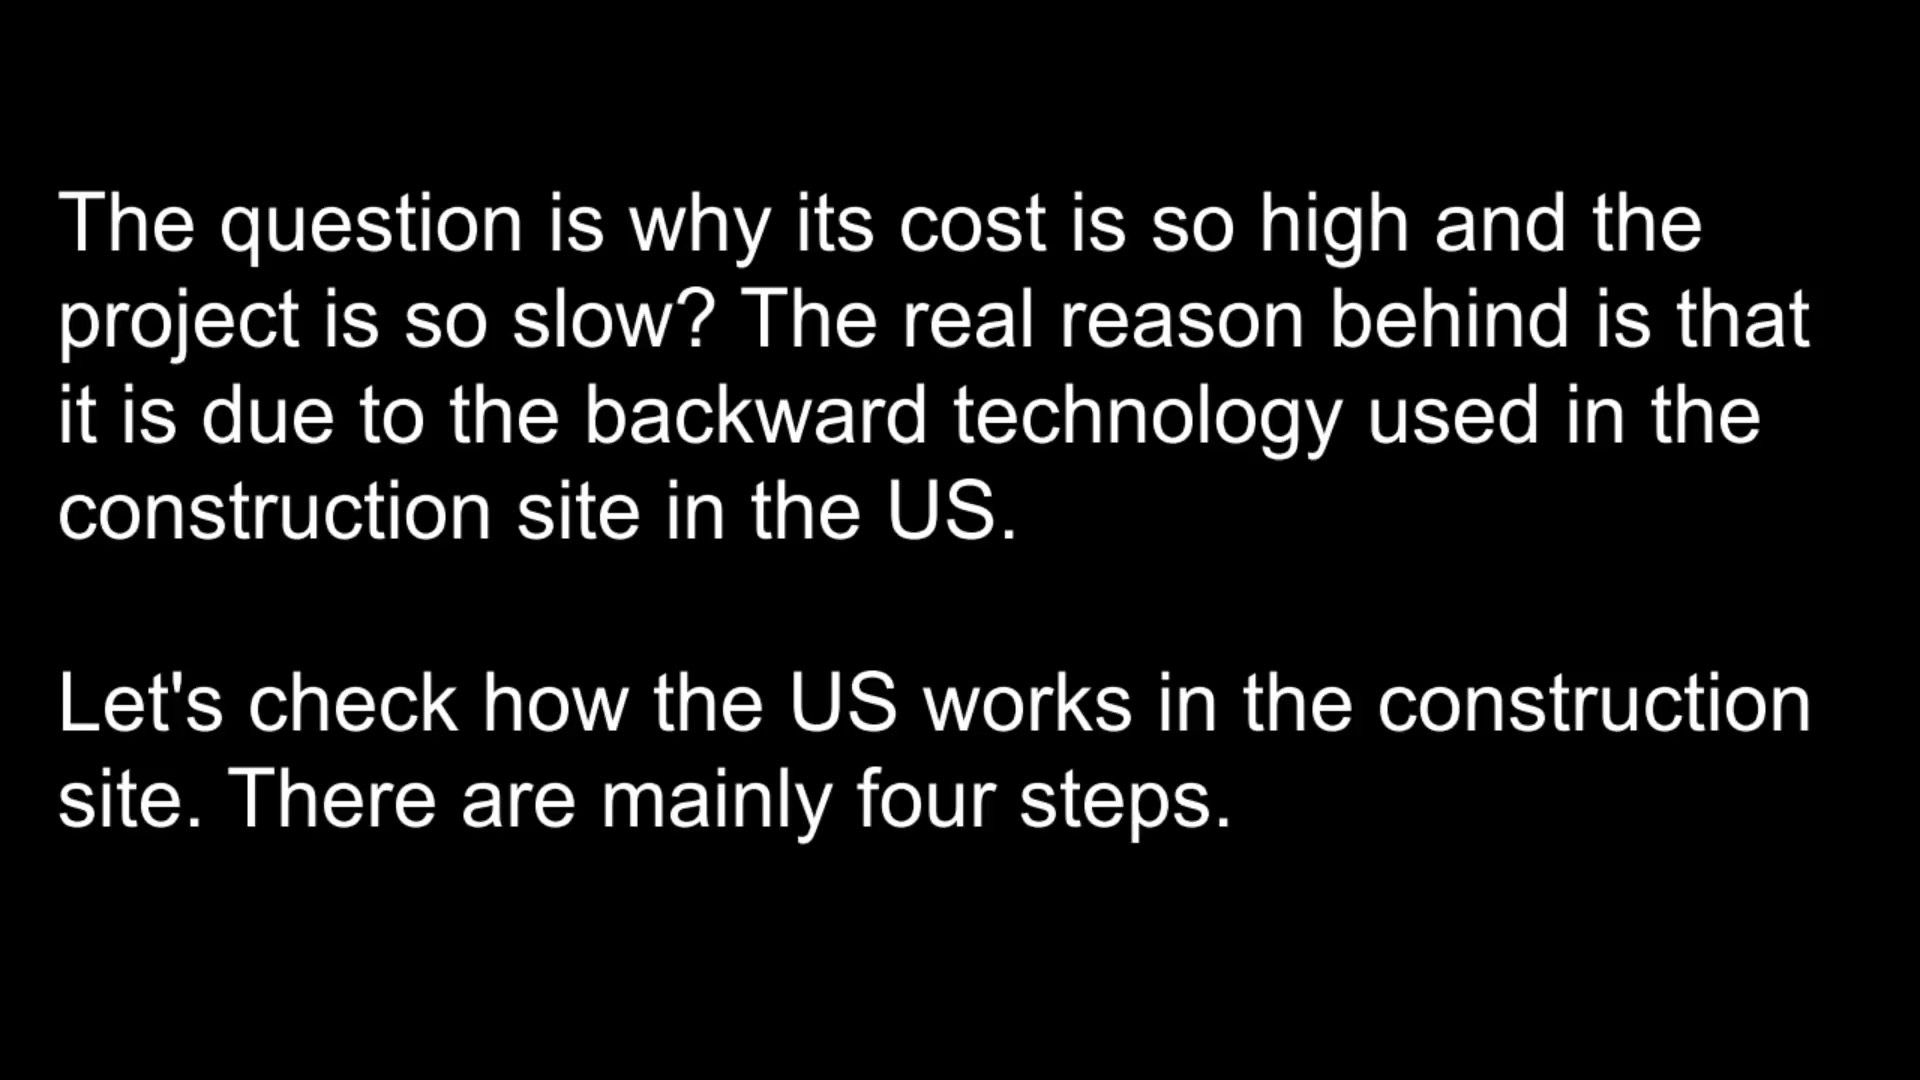 The question is why its cost is so high and the
project is so slow? The real reason behind is that
it is due to the backward technology used in the
construction site in the US.
Let's check how the US works in the construction
site. There are mainly four steps.